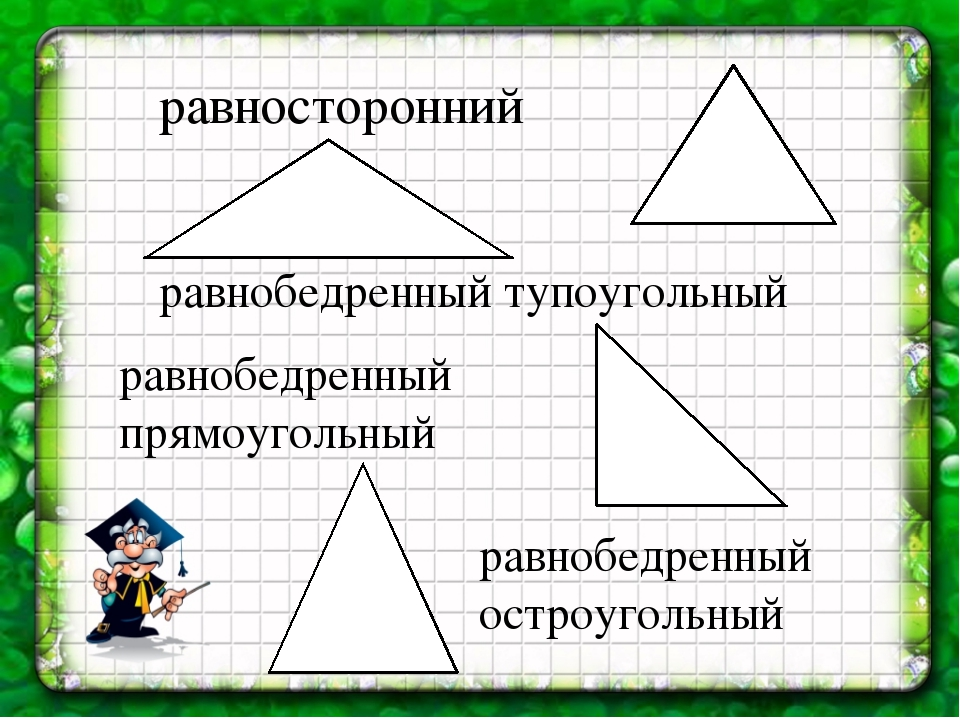 равносторонний
равнобедренный тупоугольный
равнобедренный
прямоугольный
равнобедренный
остроугольный